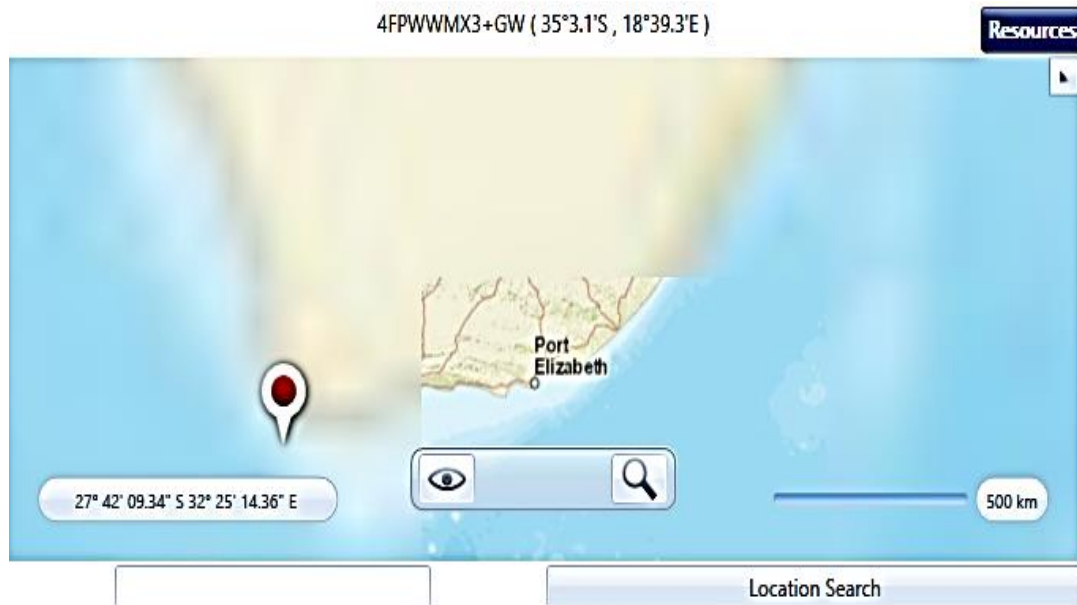 4FPWWMX3+GW ( 35°3.1'S , 18°39.3'E )
Resources
Port
Elizabeth
27° 42' 09.34" S 32° 25' 14.36" E
500 km
Location Search